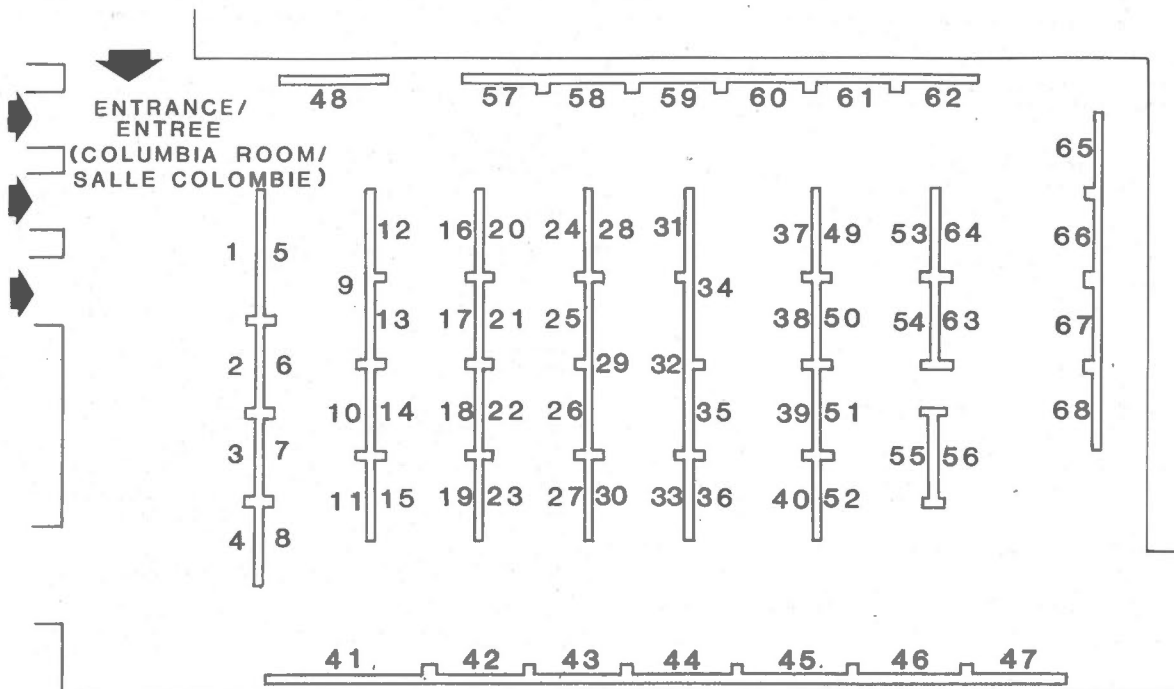 48
57 58 59 60 61 62
ENTRANCE/
ENTREE
(COLUMBIA ROOM/
SALLE COLOMBIE)
65
12 16 20 24 28 31 37 49 53 64
1 5
66
9 34
13 17 21 25 38 50 54 63
67
2 6 29 32
10 14 18 22 26 35 39 51
68
3 7
55 56
11 15 19 23 27 30 33 36 40 52
4 8
41 42 43 44 45 46 47